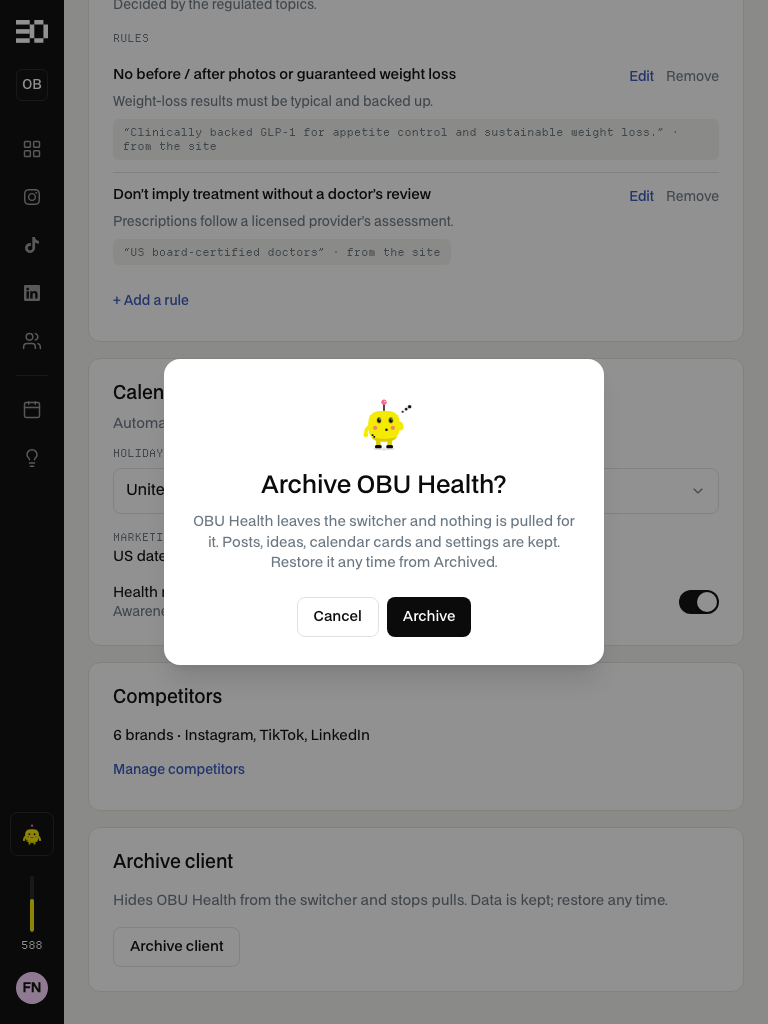 OB
Decided by the regulated topics.
RULES
No before / after photos or guaranteed weight loss
Edit Remove
Weight-loss results must be typical and backed up.
“Clinically backed GLP-1 for appetite control and sustainable weight loss.” ·
from the site
Don’t imply treatment without a doctor’s review
Edit Remove
Prescriptions follow a licensed provider’s assessment.
“US board-certified doctors” · from the site
+ Add a rule
Archive OBU Health?
OBU Health leaves the switcher and nothing is pulled for
it. Posts, ideas, calendar cards and settings are kept.
Restore it any time from Archived.
Cancel Archive
US date
Health
Competitors
6 brands · Instagram, TikTok, LinkedIn
Manage competitors
Archive client
Hides OBU Health from the switcher and stops pulls. Data is kept; restore any time.
Archive client
588
FN